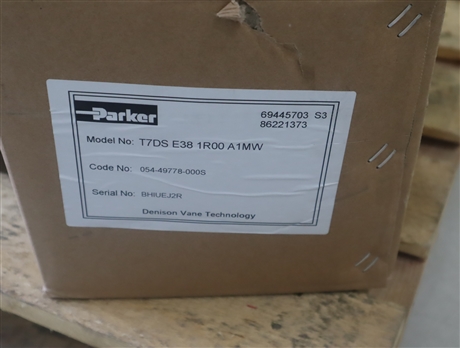 Parker
69445703 S3
86221373
Model No: T7DS E38 1R00 A1MW
Code No: 054-49778-000S
Serial No: BHIUEJ2R
Denison Vane Technology